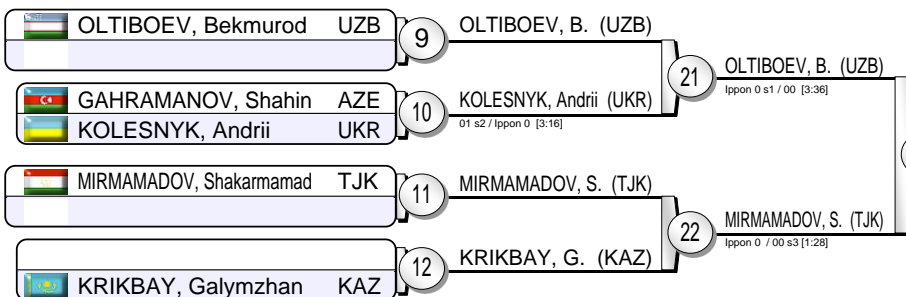 OLTIBOEV, Bekmurod UZB
9
OLTIBOEV, B. (UZB)
GAHRAMANOV, Shahin AZE
KOLESNYK, Andrii UKR
10
KOLESNYK, Andrii (UKR)
01 s2 / Ippon 0 [3:16]
21
OLTIBOEV, B. (UZB)
Ippon 0 s1 / 00 [3:36]
MIRMAMADOV, Shakarmamad TJK
11
MIRMAMADOV, S. (TJK)
KRIKBAY, Galymzhan KAZ
12
KRIKBAY, G. (KAZ)
22
MIRMAMADOV, S. (TJK)
Ippon 0 / 00 s3 [1:28]